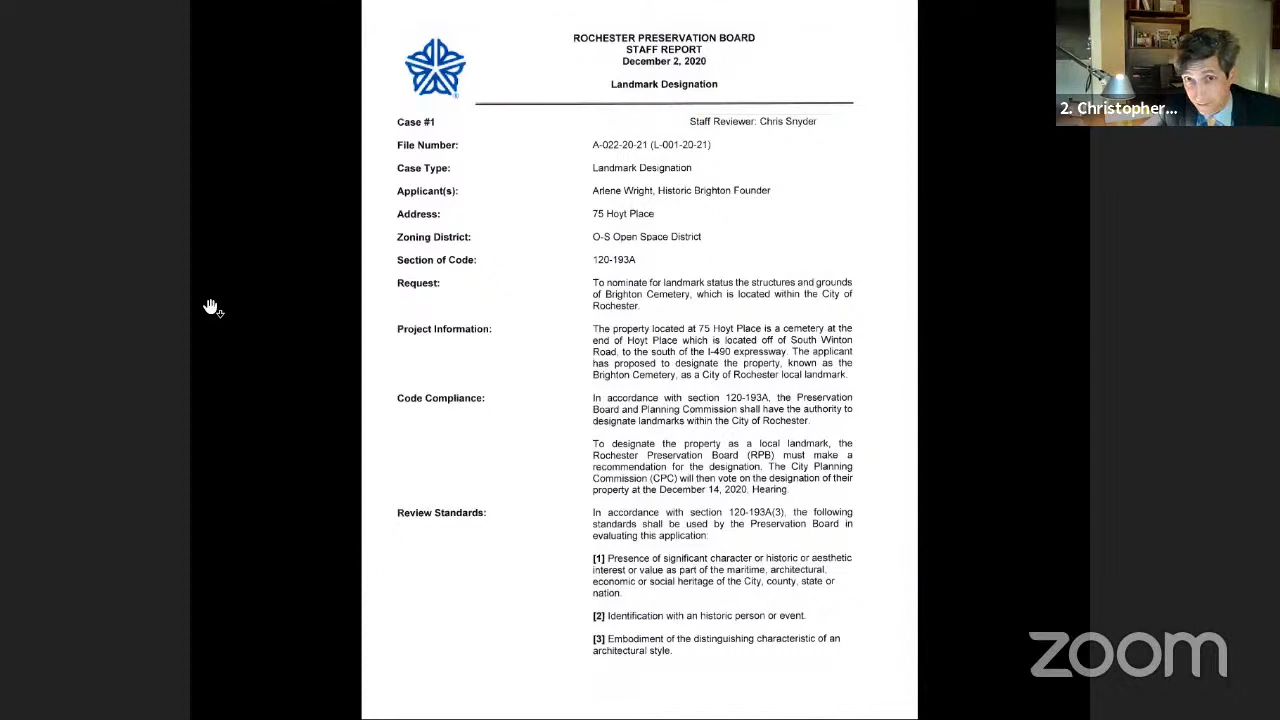 ROCHESTER PRESERVATION BOARD
STAFF REPORT
December 2, 2020
Landmark Designation
Case #1 Staff Reviewer: Chris Snyder
File Number: A-022-20-21 (L-001-20-21)
Case Type: Landmark Designation
Applicant(s): Arlene Wright, Historic Brighton Founder
Address: 75 Hoyt Place
Zoning District: O-S Open Space District
Section of Code: 120-193A
Request: To nominate for landmark status the structures and grounds
of Brighton Cemetery, which is located within the City of
Rochester.
Project Information: The property located at 75 Hoyt Place is a cemetery at the
end of Hoyt Place which is located off of South Winton
Road, to the south of the I-490 expressway. The applicant
has proposed to designate the property, known as the
Brighton Cemetery, as a City of Rochester local landmark.
Code Compliance: In accordance with section 120-193A, the Preservation
Board and Planning Commission shall have the authority to
designate landmarks within the City of Rochester.
To designate the property as a local landmark, the
Rochester Preservation Board (RPB) must make a
recommendation for the designation. The City Planning
Commission (CPC) will then vote on the designation of their
property at the December 14, 2020, Hearing.
Review Standards: In accordance with section 120-193A(3), the following
standards shall be used by the Preservation Board in
evaluating this application:
[1] Presence of significant character or historic or aesthetic
interest or value as part of the maritime, architectural,
economic or social heritage of the City, county, state or
nation.
[2] Identification with an historic person or event.
[3] Embodiment of the distinguishing characteristic of an
architectural style.
2. Christopher...
zoom